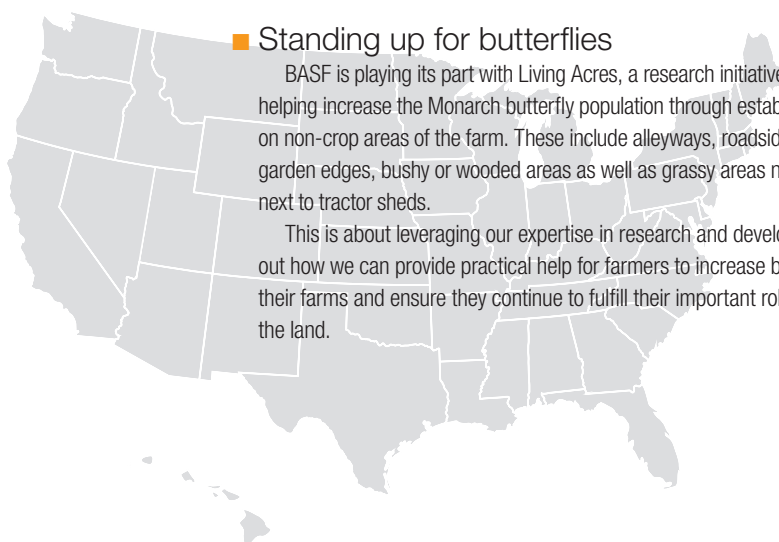 Standing up for butterflies
BASF is playing its part with Living Acres, a research initiative
helping increase the Monarch butterfly population through estab
on non-crop areas of the farm. These include alleyways, roadsid
garden edges, bushy or wooded areas as well as grassy areas n
next to tractor sheds.
This is about leveraging our expertise in research and develo
out how we can provide practical help for farmers to increase b
their farms and ensure they continue to fulfill their important rol
the land.